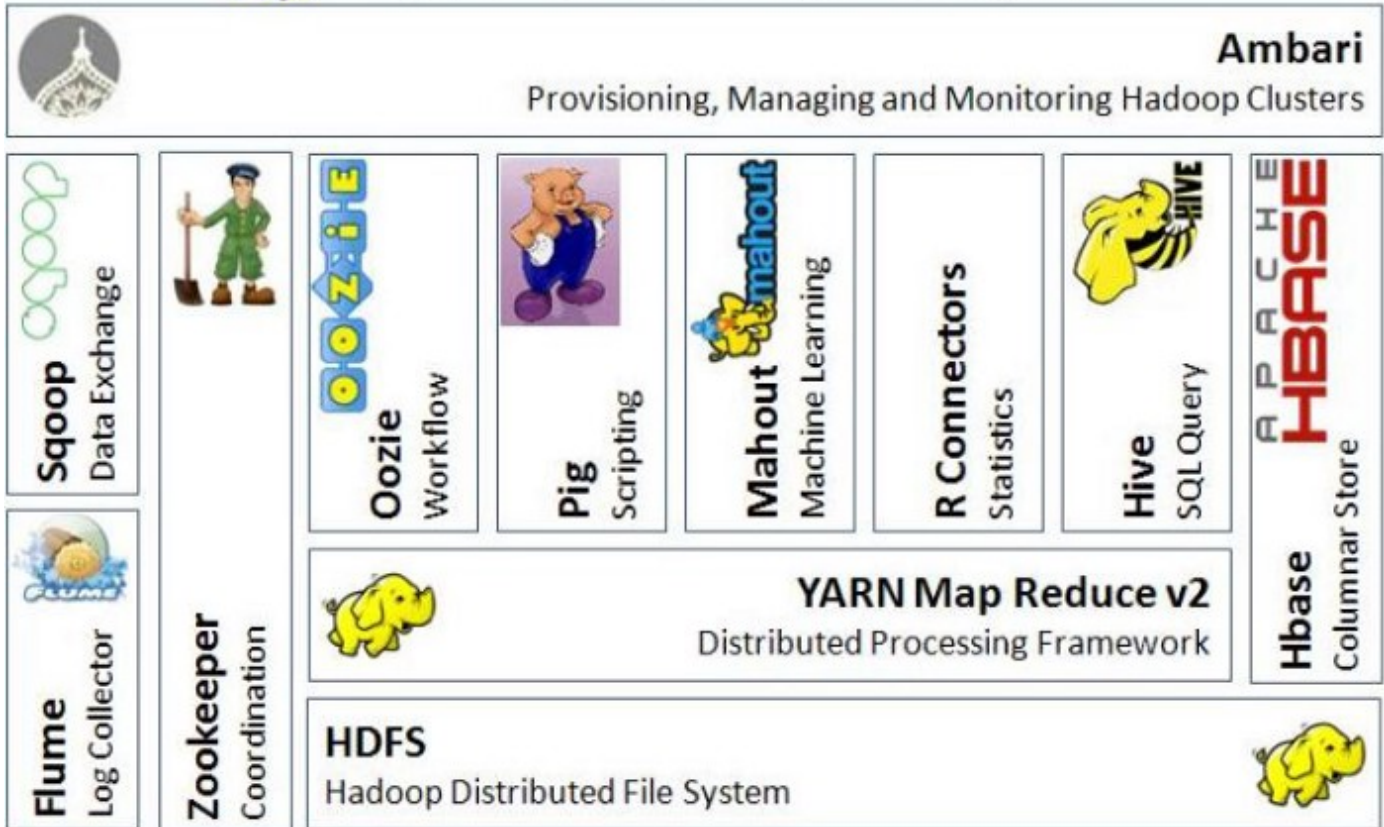 Ambari
Provisioning, Managing and Monitoring Hadoop Clusters
sqoop
Sqoop
Data Exchange
FLUME
Flume
Log Collector
Zookeeper
Coordination
OOZiE
Oozie
Workflow
Pig
Scripting
mahout
Mahout
Machine Learning
R Connectors
Statistics
HIVE
Hive
SQL Query
APACHE
HBASE
Hbase
Columnar Store
YARN Map Reduce v2
Distributed Processing Framework
HDFS
Hadoop Distributed File System